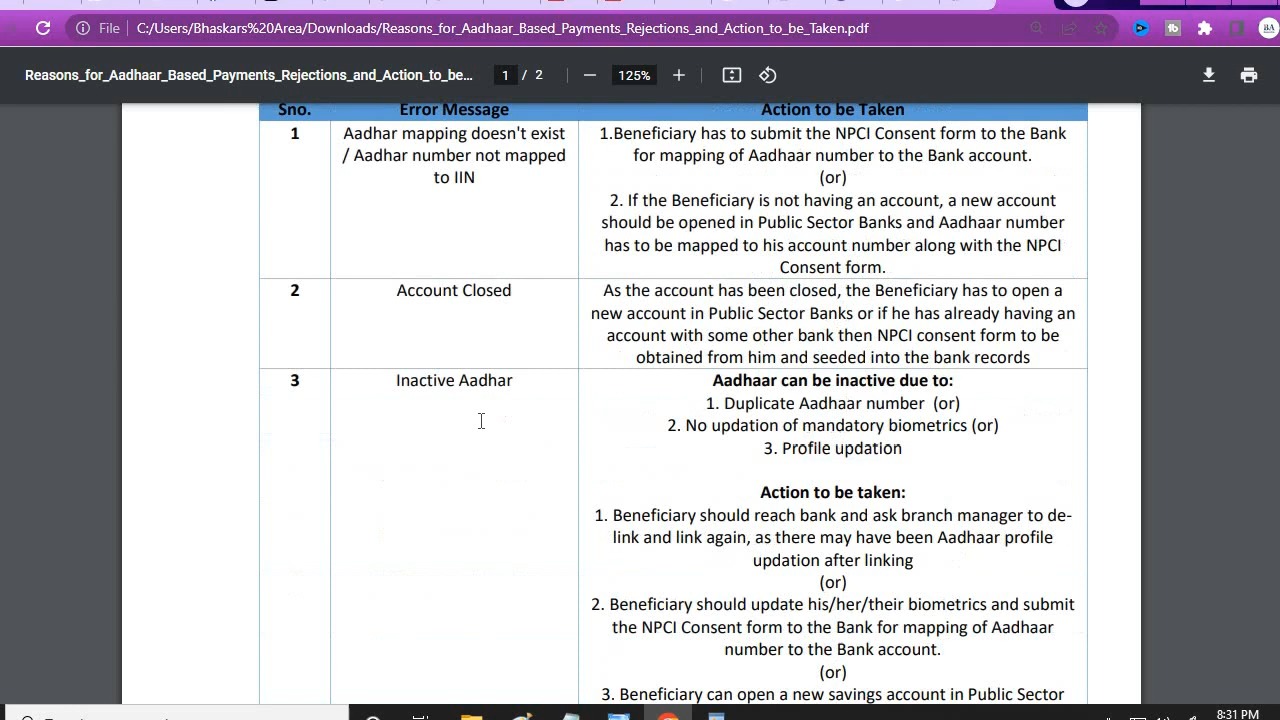 File
C:/Users/Bhaskars%20Area/Downloads/Reasons_for_Aadhaar_Based_Payments_Rejections_and_Action_to_be_Taken.pdf
Reasons_for_Aadhaar_Based_Payments_Rejections_and_Action_to_be...
1 / 2
125%
Sno. Error Message Action to be Taken
1
Aadhar mapping doesn't exist
/ Aadhar number not mapped
to IIN
1.Beneficiary has to submit the NPCI Consent form to the Bank
for mapping of Aadhaar number to the Bank account.
(or)
2. If the Beneficiary is not having an account, a new account
should be opened in Public Sector Banks and Aadhaar number
has to be mapped to his account number along with the NPCI
Consent form.
2
Account Closed
As the account has been closed, the Beneficiary has to open a
new account in Public Sector Banks or if he has already having an
account with some other bank then NPCI consent form to be
obtained from him and seeded into the bank records
3
Inactive Aadhar
Aadhaar can be inactive due to:
1. Duplicate Aadhaar number (or)
2. No updation of mandatory biometrics (or)
3. Profile updation
Action to be taken:
1. Beneficiary should reach bank and ask branch manager to de-
link and link again, as there may have been Aadhaar profile
updation after linking
(or)
2. Beneficiary should update his/her/their biometrics and submit
the NPCI Consent form to the Bank for mapping of Aadhaar
number to the Bank account.
(or)
3. Beneficiary can open a new savings account in Public Sector
8:31 PM